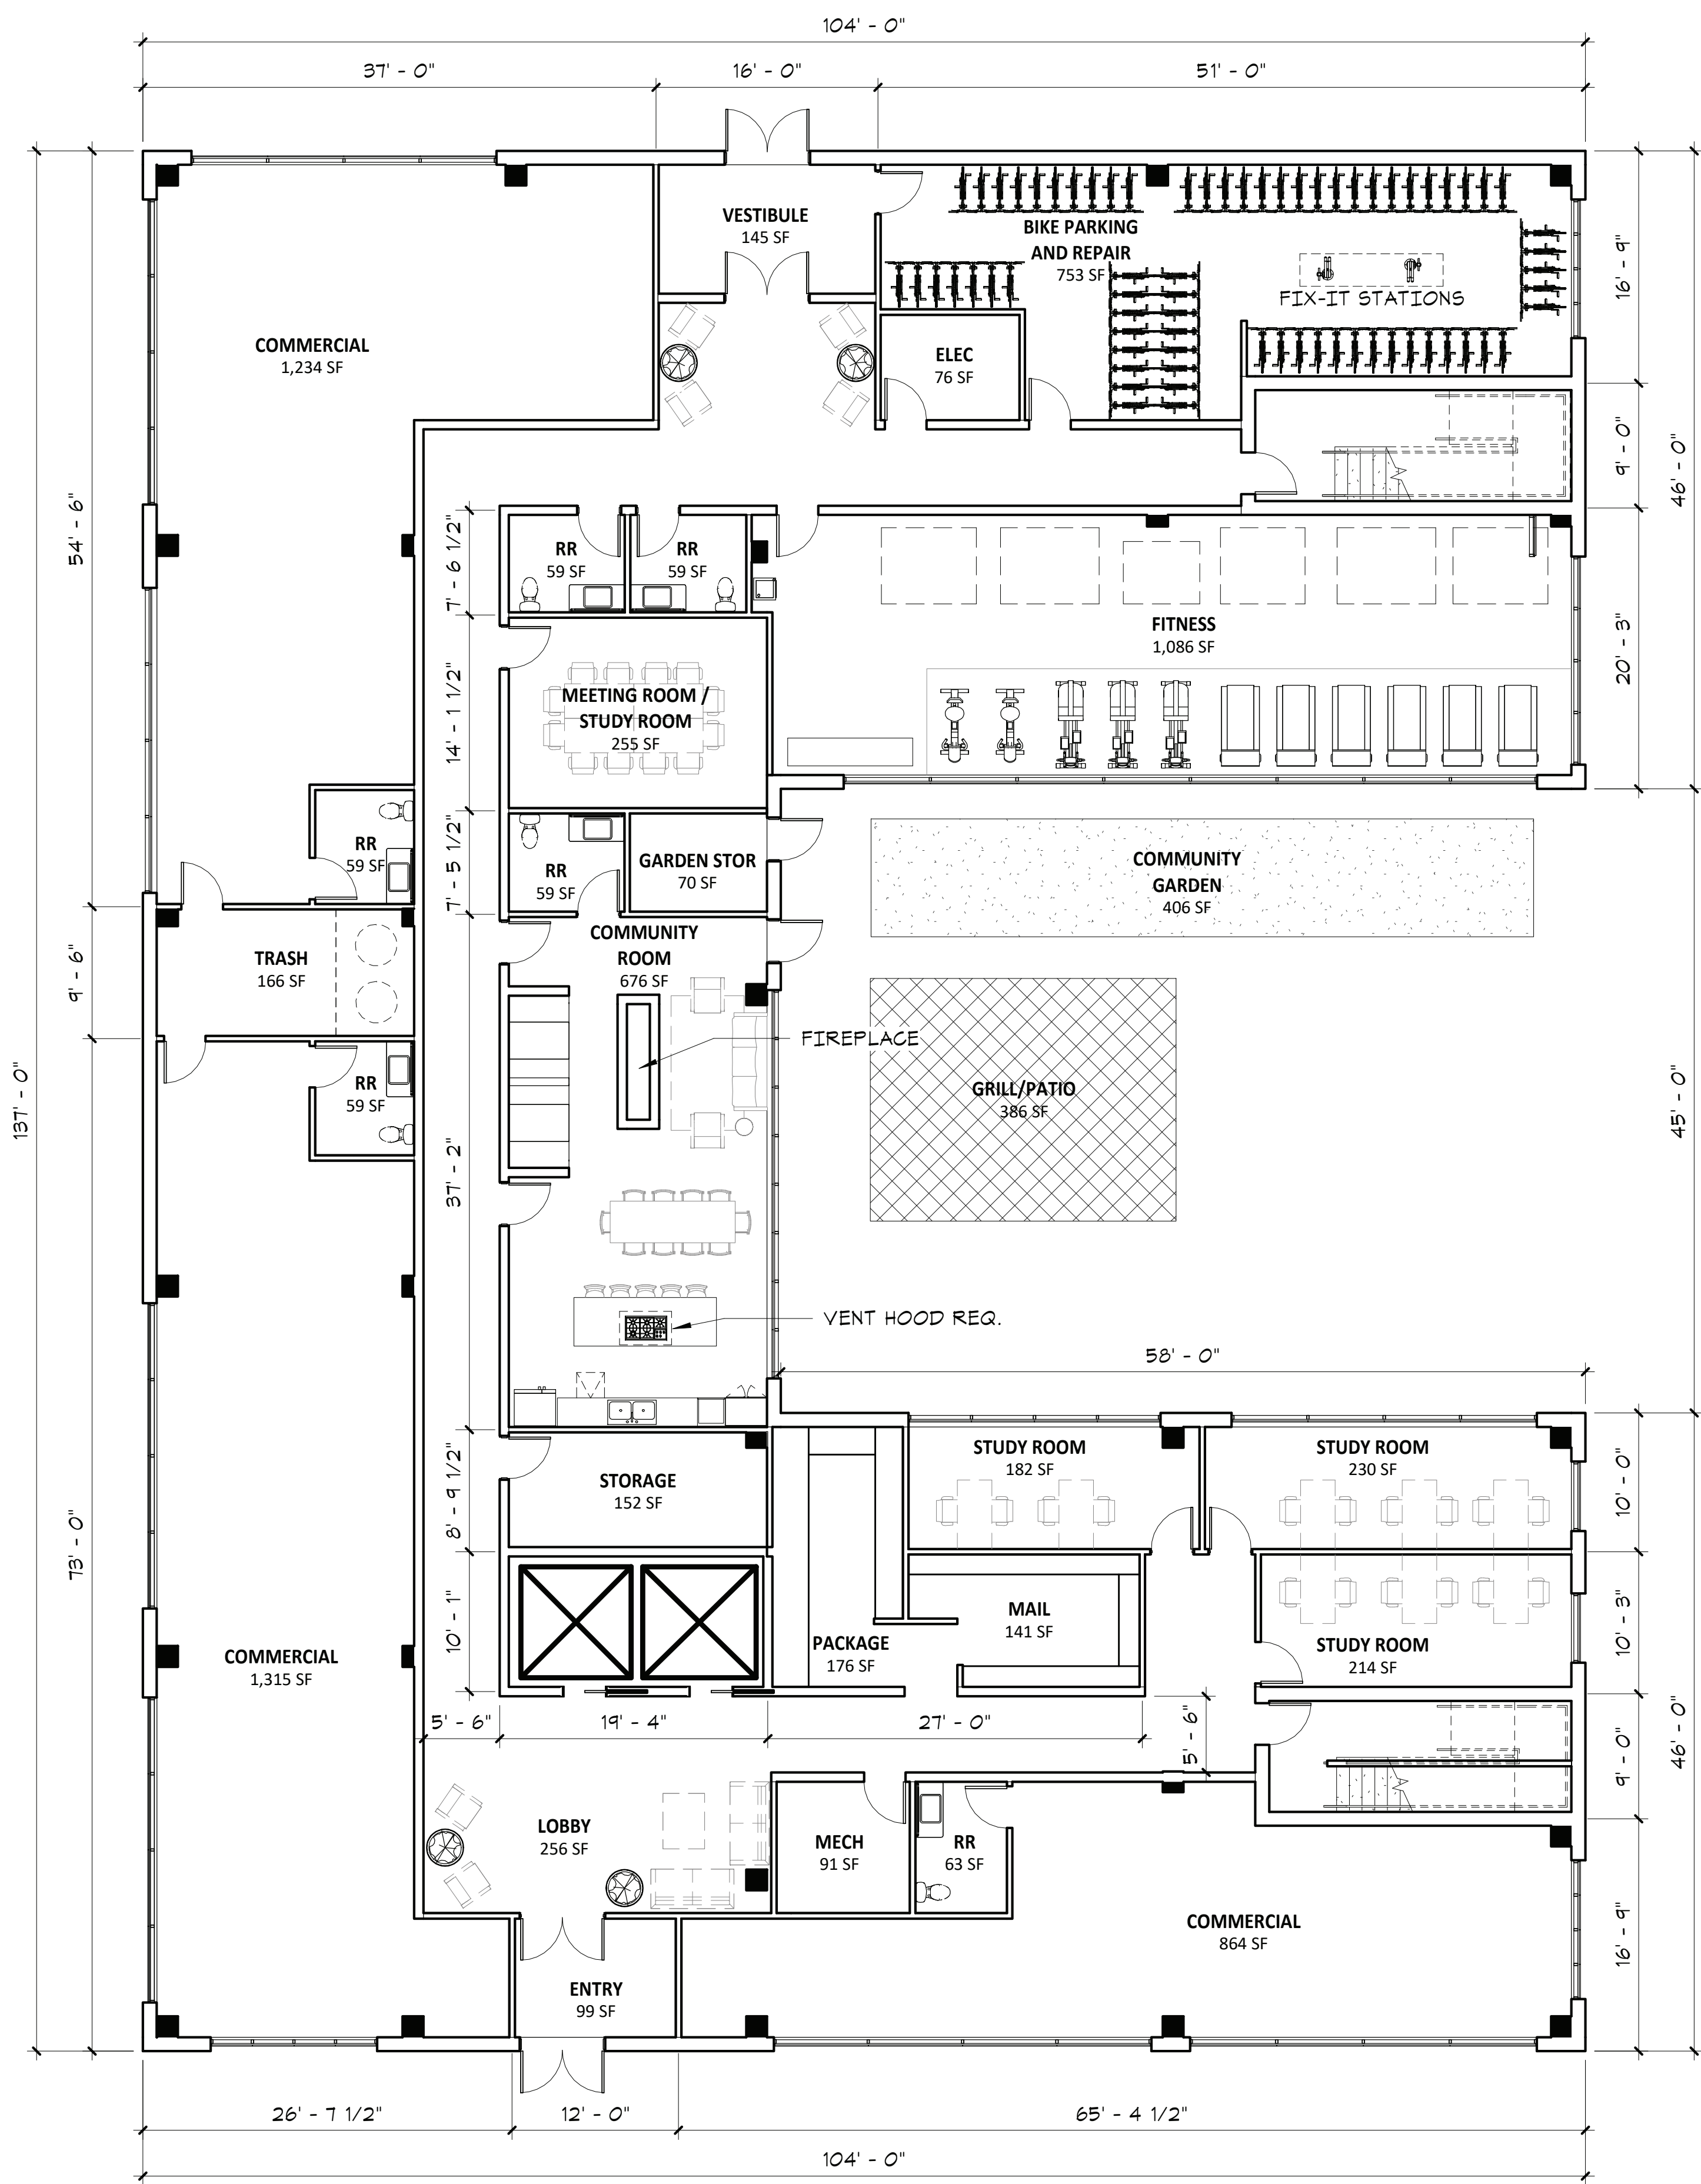 104' - 0"
37' - 0"
16' - 0"
51' - 0"
VESTIBULE
145 SF
BIKE PARKING
AND REPAIR
753 SF
FIX-IT STATIONS
16' - 9"
COMMERCIAL
1,234 SF
ELEC
76 SF
9' - 0"
46' - 0"
54' - 6"
7' - 6 1/2"
RR
59 SF
RR
59 SF
FITNESS
1,086 SF
20' - 3"
14' - 1 1/2"
MEETING ROOM /
STUDY ROOM
255 SF
RR
59 SF
7' - 5 1/2"
RR
59 SF
GARDEN STOR
70 SF
COMMUNITY
GARDEN
406 SF
COMMUNITY
ROOM
676 SF
9' - 6"
TRASH
166 SF
FIREPLACE
137' - 0"
RR
59 SF
GRILL/PATIO
386 SF
45' - 0"
37' - 2"
VENT HOOD REQ.
58' - 0"
73' - 0"
8' - 9 1/2"
STORAGE
152 SF
STUDY ROOM
182 SF
STUDY ROOM
230 SF
10' - 0"
10' - 1"
COMMERCIAL
1,315 SF
PACKAGE
176 SF
MAIL
141 SF
STUDY ROOM
214 SF
10' - 3"
5' - 6"
19' - 4"
27' - 0"
5' - 6"
9' - 0"
46' - 0"
LOBBY
256 SF
MECH
91 SF
RR
63 SF
COMMERCIAL
864 SF
16' - 9"
ENTRY
99 SF
26' - 7 1/2"
12' - 0"
65' - 4 1/2"
104' - 0"